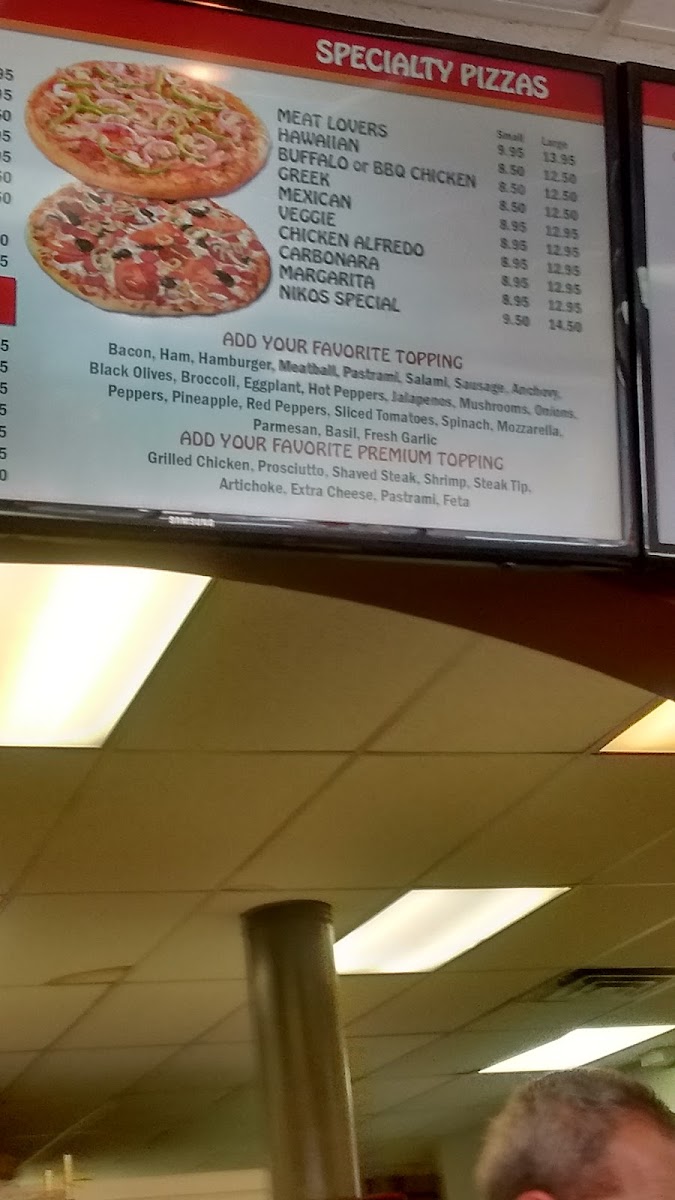 SPECIALTY PIZZAS
Small Large
MEAT LOVERS 9.95 13.95
HAWAIIAN 8.50 12.50
BUFFALO or BBQ CHICKEN 8.50 12.50
GREEK 8.50 12.50
MEXICAN 8.95 12.95
VEGGIE 8.95 12.95
CHICKEN ALFREDO 8.95 12.95
CARBONARA 8.95 12.95
MARGARITA 8.95 12.95
NIKOS SPECIAL 9.50 14.50
ADD YOUR FAVORITE TOPPING
Bacon, Ham, Hamburger, Meatball, Pastrami, Salami, Sausage, Anchovy,
Black Olives, Broccoli, Eggplant, Hot Peppers, Jalapenos, Mushrooms, Onions,
Peppers, Pineapple, Red Peppers, Sliced Tomatoes, Spinach, Mozzarella,
Parmesan, Basil, Fresh Garlic
ADD YOUR FAVORITE PREMIUM TOPPING
Grilled Chicken, Prosciutto, Shaved Steak, Shrimp, Steak Tip,
Artichoke, Extra Cheese, Pastrami, Feta
SAMSUNG